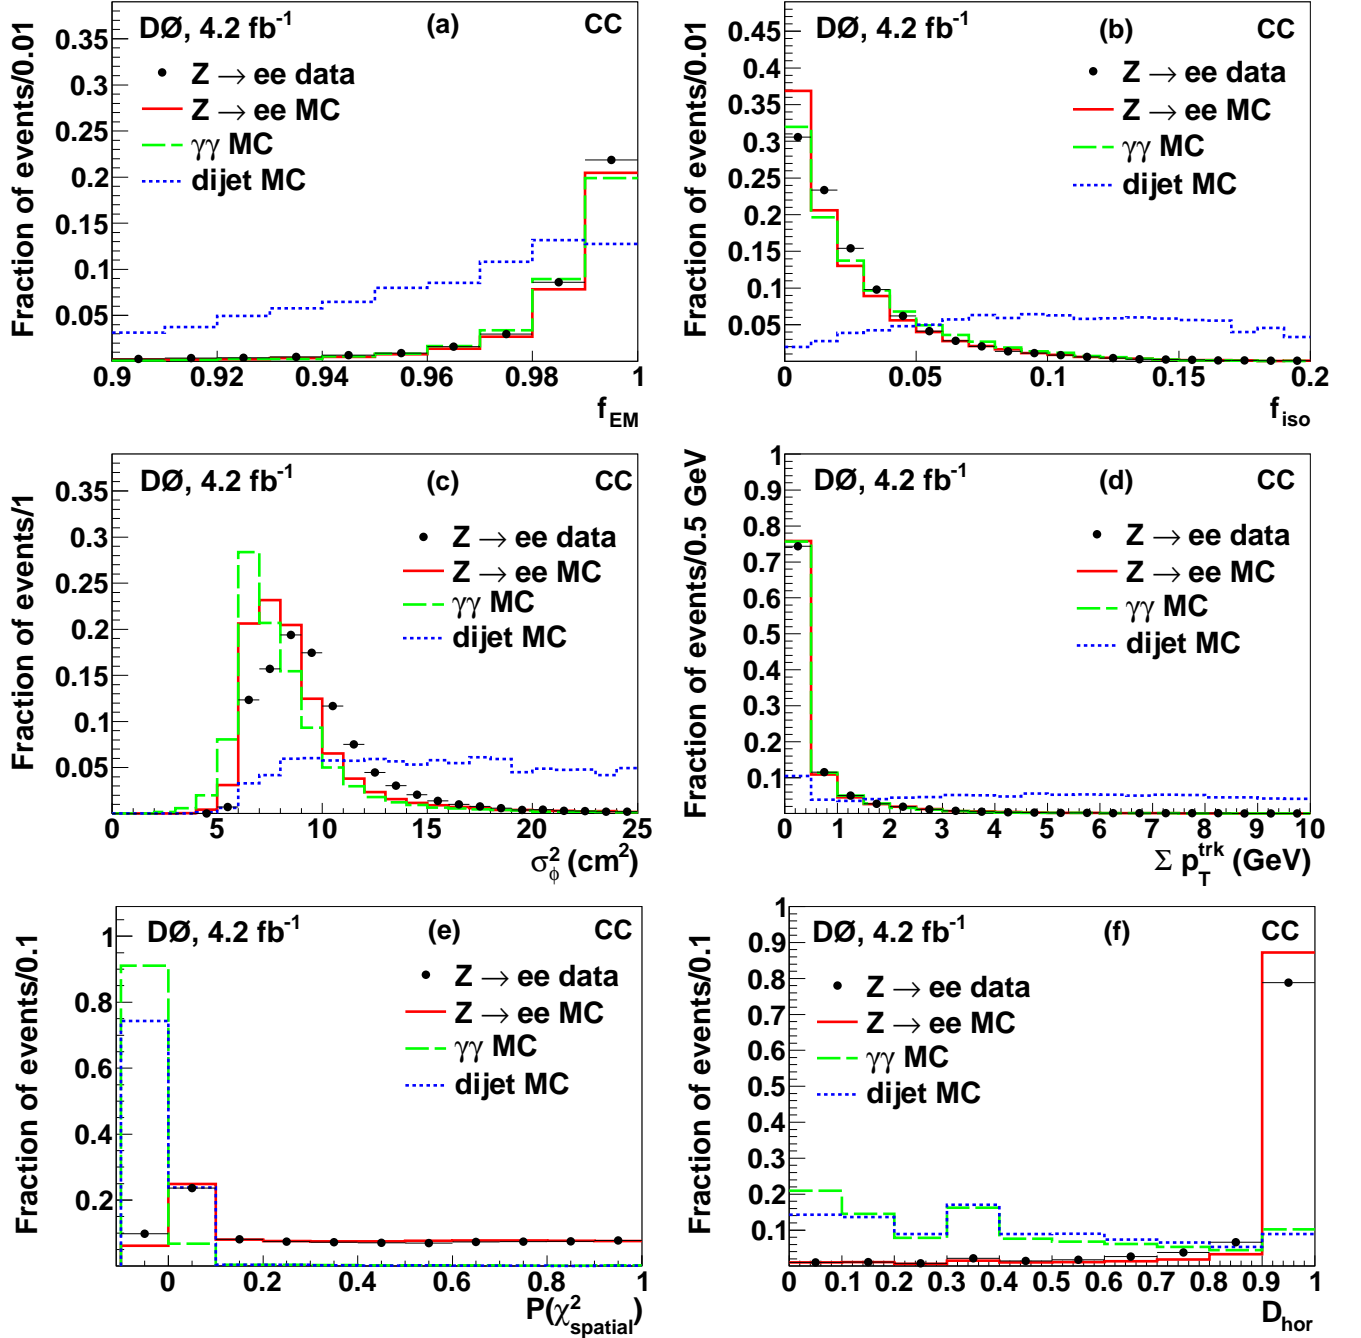 DØ, 4.2 fb⁻¹ (a) CC
Z → ee data
Z → ee MC
γγ MC
dijet MC
Fraction of events/0.01
0.35
0.3
0.25
0.2
0.15
0.1
0.05
0.9 0.92 0.94 0.96 0.98 1
f_EM
DØ, 4.2 fb⁻¹ (b) CC
Z → ee data
Z → ee MC
γγ MC
dijet MC
Fraction of events/0.01
0.45
0.4
0.35
0.3
0.25
0.2
0.15
0.1
0.05
0 0.05 0.1 0.15 0.2
f_iso
DØ, 4.2 fb⁻¹ (c) CC
Z → ee data
Z → ee MC
γγ MC
dijet MC
Fraction of events/1
0.35
0.3
0.25
0.2
0.15
0.1
0.05
0 5 10 15 20 25
σ_ϕ² (cm²)
DØ, 4.2 fb⁻¹ (d) CC
Z → ee data
Z → ee MC
γγ MC
dijet MC
Fraction of events/0.5 GeV
1
0.9
0.8
0.7
0.6
0.5
0.4
0.3
0.2
0.1
0 1 2 3 4 5 6 7 8 9 10
Σ p_T^trk (GeV)
DØ, 4.2 fb⁻¹ (e) CC
Z → ee data
Z → ee MC
γγ MC
dijet MC
Fraction of events/0.1
1
0.8
0.6
0.4
0.2
0 0.2 0.4 0.6 0.8 1
P(χ²_spatial)
DØ, 4.2 fb⁻¹ (f) CC
Z → ee data
Z → ee MC
γγ MC
dijet MC
Fraction of events/0.1
1
0.9
0.8
0.7
0.6
0.5
0.4
0.3
0.2
0.1
0 0.1 0.2 0.3 0.4 0.5 0.6 0.7 0.8 0.9 1
D_hor